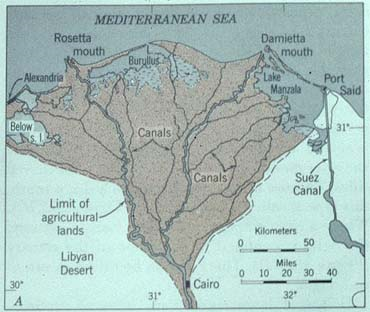 MEDITERRANEAN SEA
Rosetta
mouth
Damietta
mouth
Burullus
Alexandria
Lake
Manzala
Port
Said
Below
s. l.
Canals
31°
Canals
Suez
Canal
Limit of
agricultural
lands
Libyan
Desert
Kilometers
0 50
Miles
0 10 20 30 40
Cairo
30°
A
31°
32°